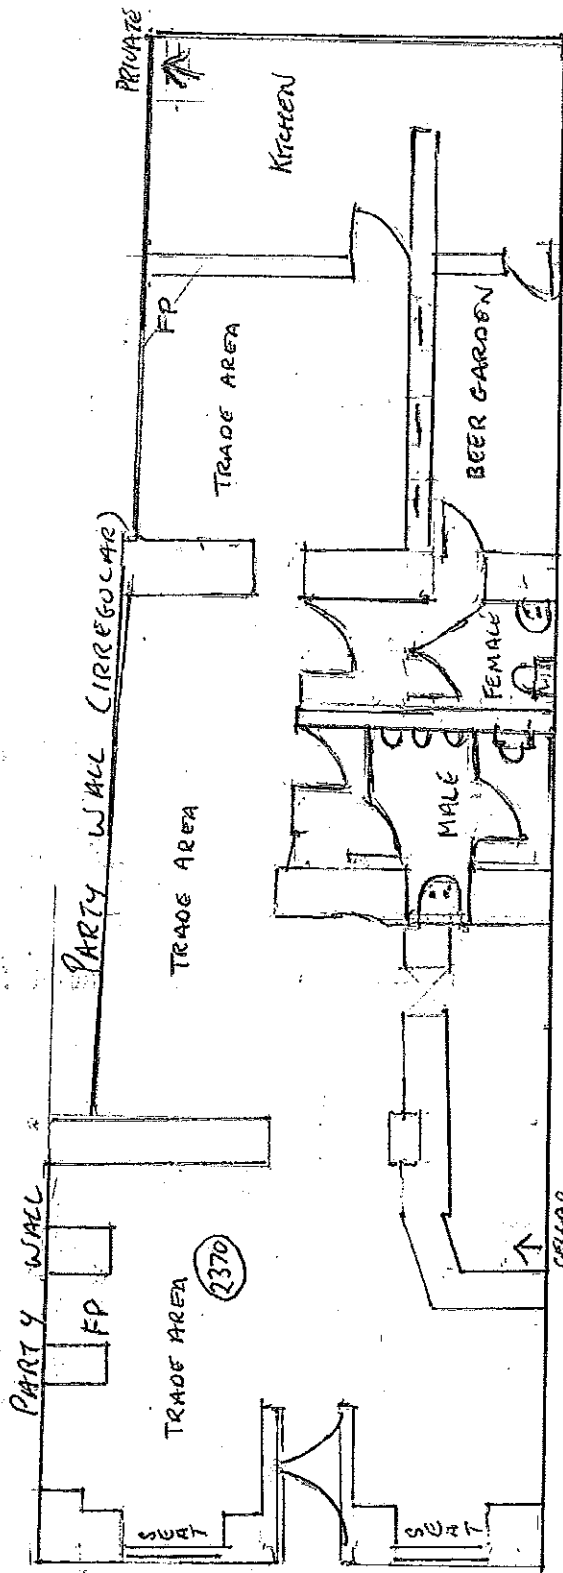 PRIVATE
KITCHEN
FP
TRADE AREA
BEER GARDEN
PARTY WALL (IRREGULAR)
TRADE AREA
FEMALE
MALE
PARTY WALL
FP
TRADE AREA
2370
CELLAR
SEAT
SEAT